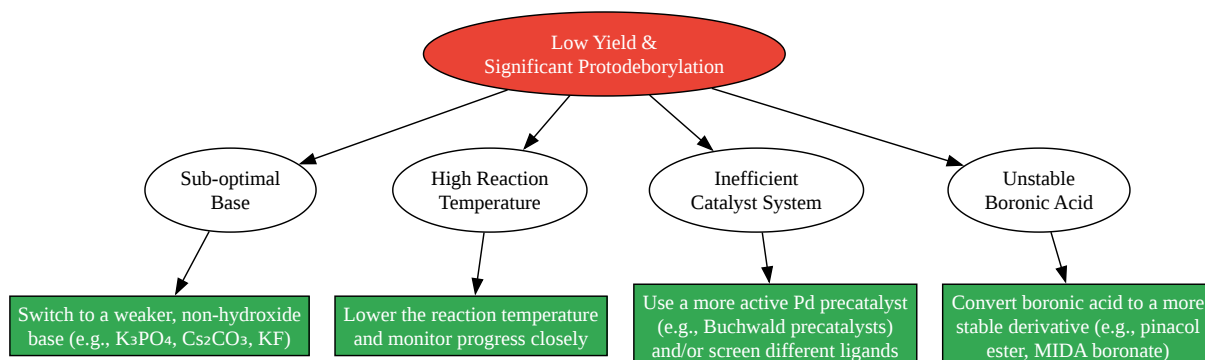 Low Yield &
Significant Protodeborylation
Sub-optimal
Base
High Reaction
Temperature
Inefficient
Catalyst System
Unstable
Boronic Acid
Switch to a weaker, non-hydroxide
base (e.g., K₃PO₄, Cs₂CO₃, KF)
Lower the reaction temperature
and monitor progress closely
Use a more active Pd precatalyst
(e.g., Buchwald precatalysts)
and/or screen different ligands
Convert boronic acid to a more
stable derivative (e.g., pinacol
ester, MIDA boronate)